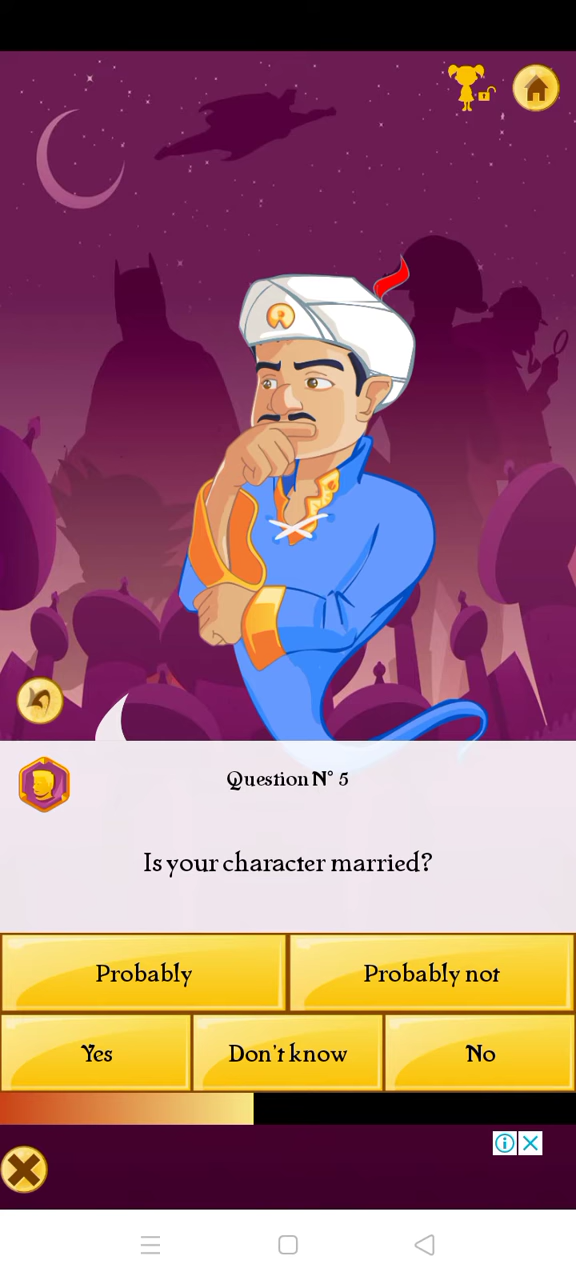 Question N° 5
Is your character married?
Probably
Probably not
Yes
Don't know
No